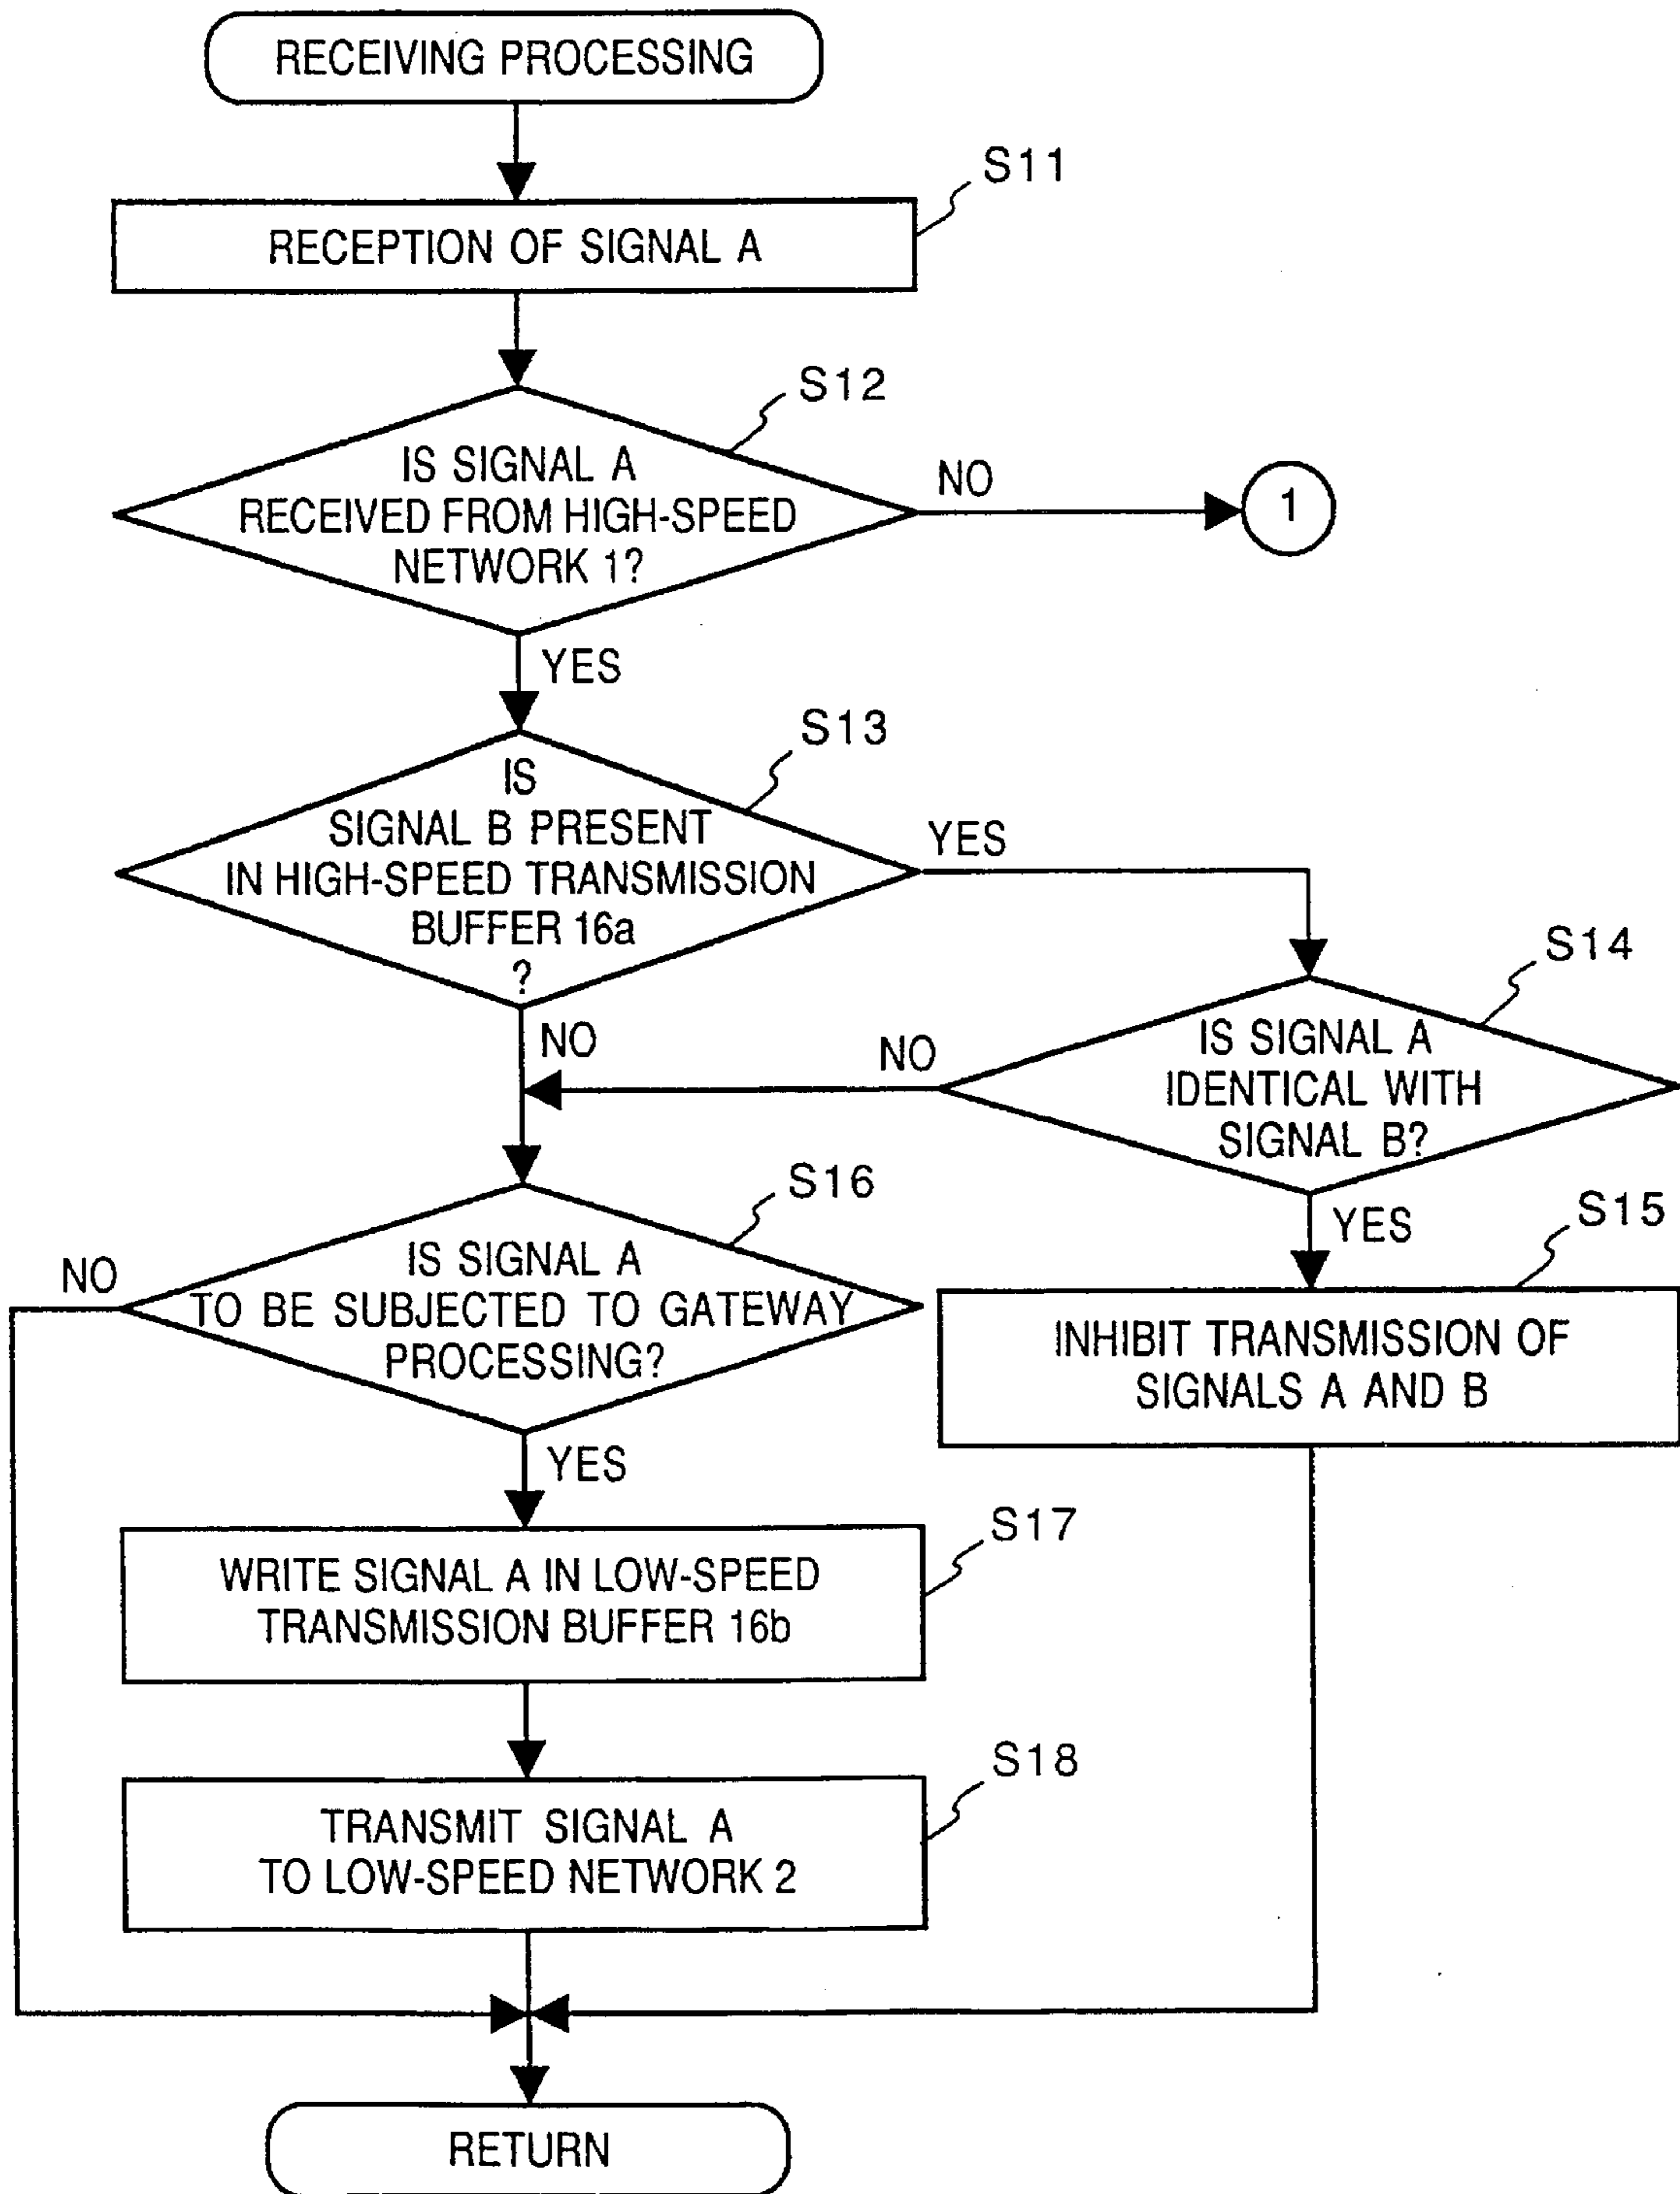 RECEIVING PROCESSING
S11
RECEPTION OF SIGNAL A
S12
IS SIGNAL A
RECEIVED FROM HIGH-SPEED
NETWORK 1?
NO
1
YES
S13
IS
SIGNAL B PRESENT
IN HIGH-SPEED TRANSMISSION
BUFFER 16a
?
YES
NO
S14
IS SIGNAL A
IDENTICAL WITH
SIGNAL B?
NO
YES
S15
INHIBIT TRANSMISSION OF
SIGNALS A AND B
S16
IS SIGNAL A
TO BE SUBJECTED TO GATEWAY
PROCESSING?
NO
YES
S17
WRITE SIGNAL A IN LOW-SPEED
TRANSMISSION BUFFER 16b
S18
TRANSMIT SIGNAL A
TO LOW-SPEED NETWORK 2
RETURN